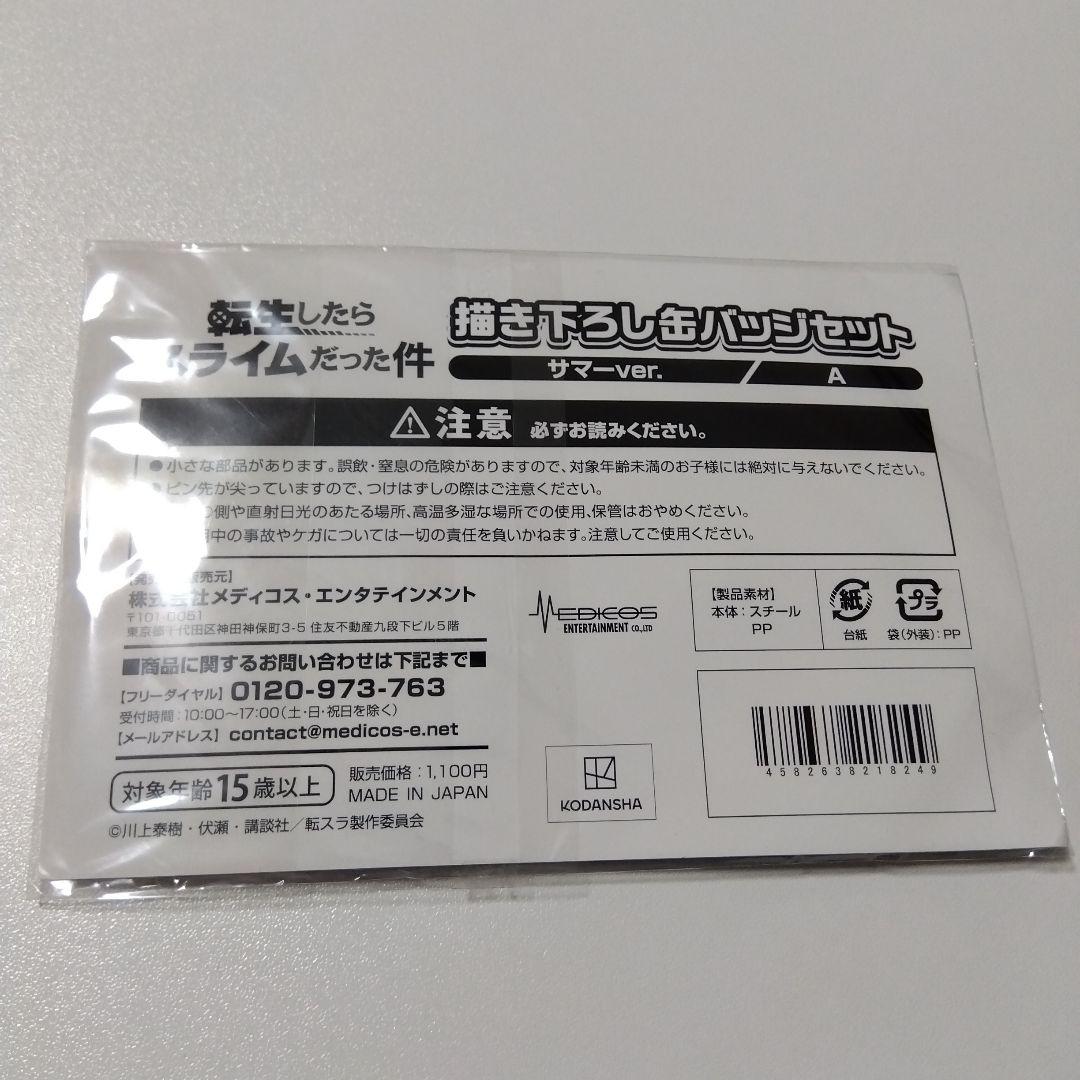 転生したら
スライムだった件
描き下ろし缶バッジセット
サマーver. / A
⚠注意 必ずお読みください。
●小さな部品があります。誤飲・窒息の危険がありますので、対象年齢未満のお子様には絶対に与えないでください。
●ピン先が尖っていますので、つけはずしの際はご注意ください。
の側や直射日光のあたる場所、高温多湿な場所での使用、保管はおやめください。
中の事故やケガについては一切の責任を負いかねます。注意してご使用ください。
売元】
株式会社メディコス・エンタテインメント
〒101-0051
東京都千代田区神田神保町3-5 住友不動産九段下ビル5階
■商品に関するお問い合わせは下記まで■
【フリーダイヤル】0120-973-763
受付時間:10:00～17:00(土・日・祝日を除く)
【メールアドレス】contact@medicos-e.net
対象年齢15歳以上
販売価格:1,100円
MADE IN JAPAN
©川上泰樹・伏瀬・講談社／転スラ製作委員会
MEDICOS
ENTERTAINMENT CO.,LTD
KODANSHA
【製品素材】
本体:スチール
PP
紙
台紙
プラ
袋(外装):PP
4582638218249